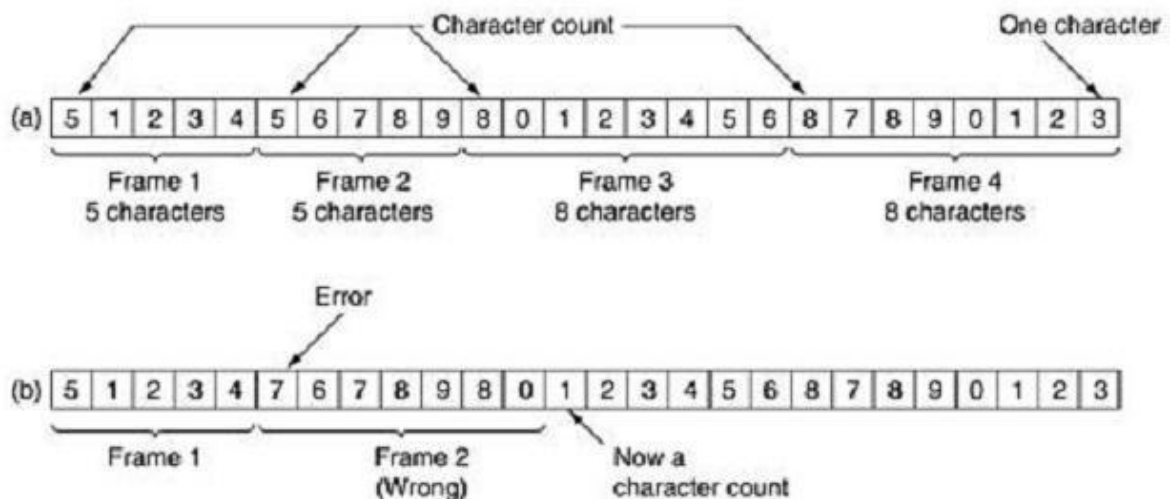 Character count
One character
(a) 5 1 2 3 4 5 6 7 8 9 8 0 1 2 3 4 5 6 8 7 8 9 0 1 2 3
Frame 1
5 characters
Frame 2
5 characters
Frame 3
8 characters
Frame 4
8 characters
Error
(b) 5 1 2 3 4 7 6 7 8 9 8 0 1 2 3 4 5 6 8 7 8 9 0 1 2 3
Frame 1
Frame 2
(Wrong)
Now a
character count